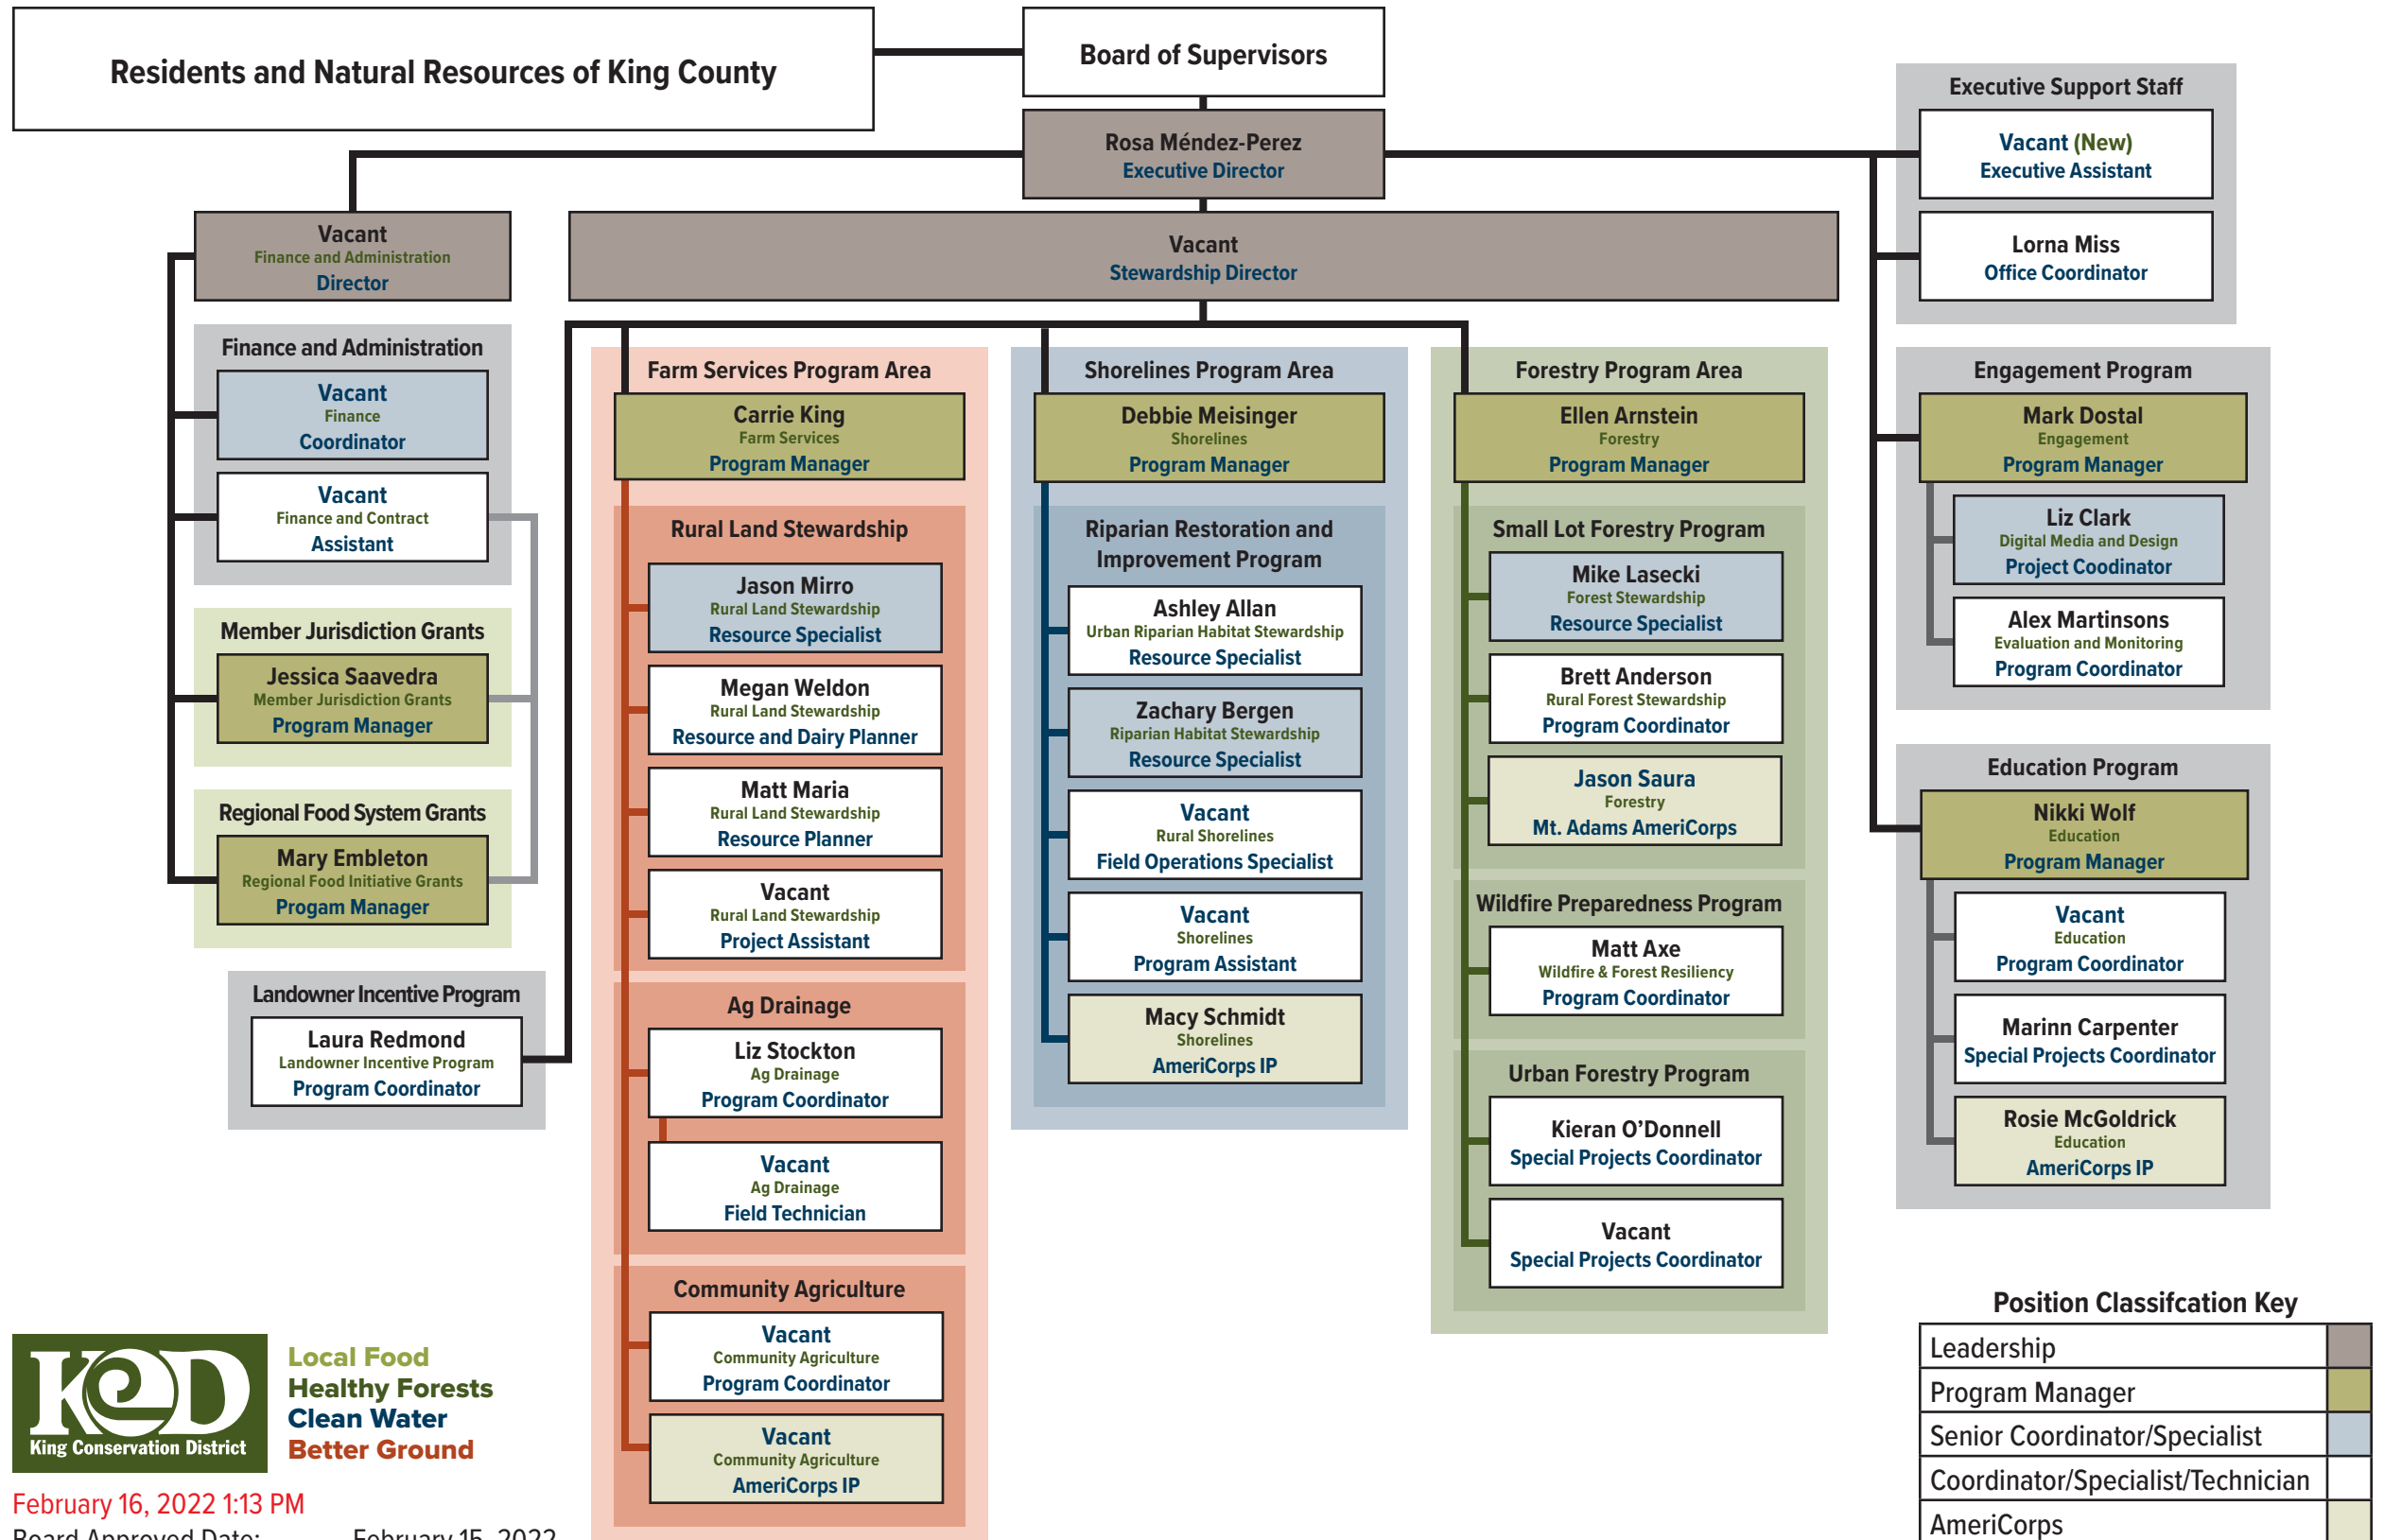 Residents and Natural Resources of King County
Board of Supervisors
Rosa Méndez-Perez
Executive Director
Executive Support Staff
Vacant (New)
Executive Assistant
Lorna Miss
Office Coordinator
Vacant
Finance and Administration
Director
Vacant
Stewardship Director
Finance and Administration
Vacant
Finance
Coordinator
Vacant
Finance and Contract
Assistant
Member Jurisdiction Grants
Jessica Saavedra
Member Jurisdiction Grants
Program Manager
Regional Food System Grants
Mary Embleton
Regional Food Initiative Grants
Progam Manager
Landowner Incentive Program
Laura Redmond
Landowner Incentive Program
Program Coordinator
Farm Services Program Area
Carrie King
Farm Services
Program Manager
Rural Land Stewardship
Jason Mirro
Rural Land Stewardship
Resource Specialist
Megan Weldon
Rural Land Stewardship
Resource and Dairy Planner
Matt Maria
Rural Land Stewardship
Resource Planner
Vacant
Rural Land Stewardship
Project Assistant
Ag Drainage
Liz Stockton
Ag Drainage
Program Coordinator
Vacant
Ag Drainage
Field Technician
Community Agriculture
Vacant
Community Agriculture
Program Coordinator
Vacant
Community Agriculture
AmeriCorps IP
Shorelines Program Area
Debbie Meisinger
Shorelines
Program Manager
Riparian Restoration and
Improvement Program
Ashley Allan
Urban Riparian Habitat Stewardship
Resource Specialist
Zachary Bergen
Riparian Habitat Stewardship
Resource Specialist
Vacant
Rural Shorelines
Field Operations Specialist
Vacant
Shorelines
Program Assistant
Macy Schmidt
Shorelines
AmeriCorps IP
Forestry Program Area
Ellen Arnstein
Forestry
Program Manager
Small Lot Forestry Program
Mike Lasecki
Forest Stewardship
Resource Specialist
Brett Anderson
Rural Forest Stewardship
Program Coordinator
Jason Saura
Forestry
Mt. Adams AmeriCorps
Wildfire Preparedness Program
Matt Axe
Wildfire & Forest Resiliency
Program Coordinator
Urban Forestry Program
Kieran O’Donnell
Special Projects Coordinator
Vacant
Special Projects Coordinator
Engagement Program
Mark Dostal
Engagement
Program Manager
Liz Clark
Digital Media and Design
Project Coodinator
Alex Martinsons
Evaluation and Monitoring
Program Coordinator
Education Program
Nikki Wolf
Education
Program Manager
Vacant
Education
Program Coordinator
Marinn Carpenter
Special Projects Coordinator
Rosie McGoldrick
Education
AmeriCorps IP
Position Classifcation Key
Leadership
Program Manager
Senior Coordinator/Specialist
Coordinator/Specialist/Technician
AmeriCorps
KCD
King Conservation District
Local Food
Healthy Forests
Clean Water
Better Ground
February 16, 2022 1:13 PM
Board Approved Date: February 15, 2022